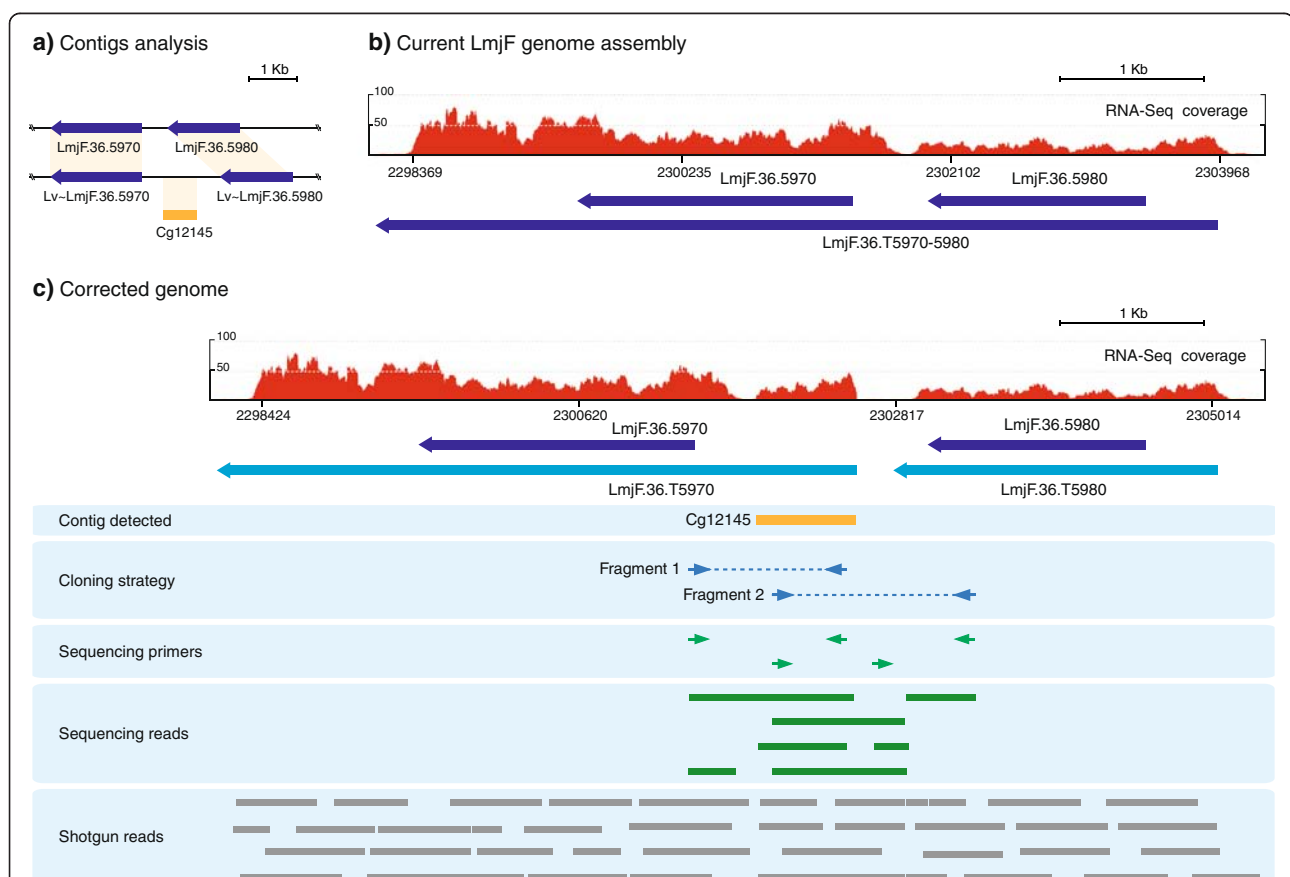 a) Contigs analysis
1 Kb
LmjF.36.5970
LmjF.36.5980
Lv~LmjF.36.5970
Lv~LmjF.36.5980
Cg12145
b) Current LmjF genome assembly
1 Kb
100
50
RNA-Seq coverage
2298369
2300235
2302102
2303968
LmjF.36.5970
LmjF.36.5980
LmjF.36.T5970-5980
c) Corrected genome
1 Kb
100
50
RNA-Seq coverage
2298424
2300620
2302817
2305014
LmjF.36.5970
LmjF.36.5980
LmjF.36.T5970
LmjF.36.T5980
Contig detected
Cg12145
Cloning strategy
Fragment 1
Fragment 2
Sequencing primers
Sequencing reads
Shotgun reads